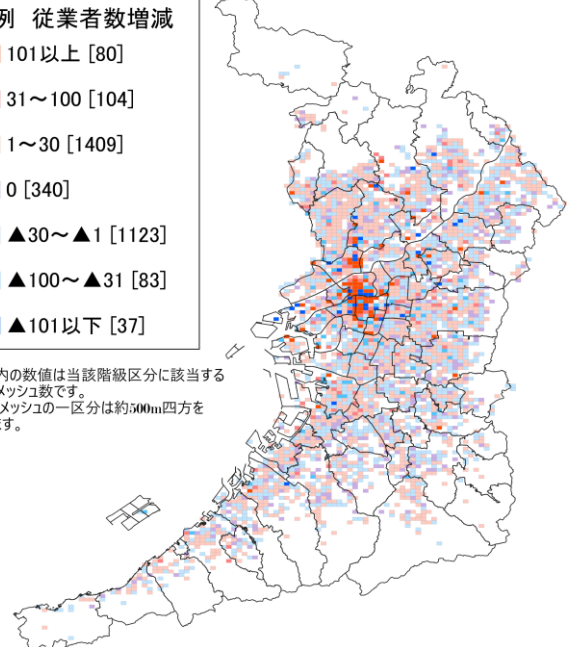 例 従業者数増減
101以上 [80]
31～100 [104]
1～30 [1409]
0 [340]
▲30～▲1 [1123]
▲100～▲31 [83]
▲101以下 [37]
内の数値は当該階級区分に該当する
メッシュ数です。
メッシュの一区分は約500m四方を
ます。